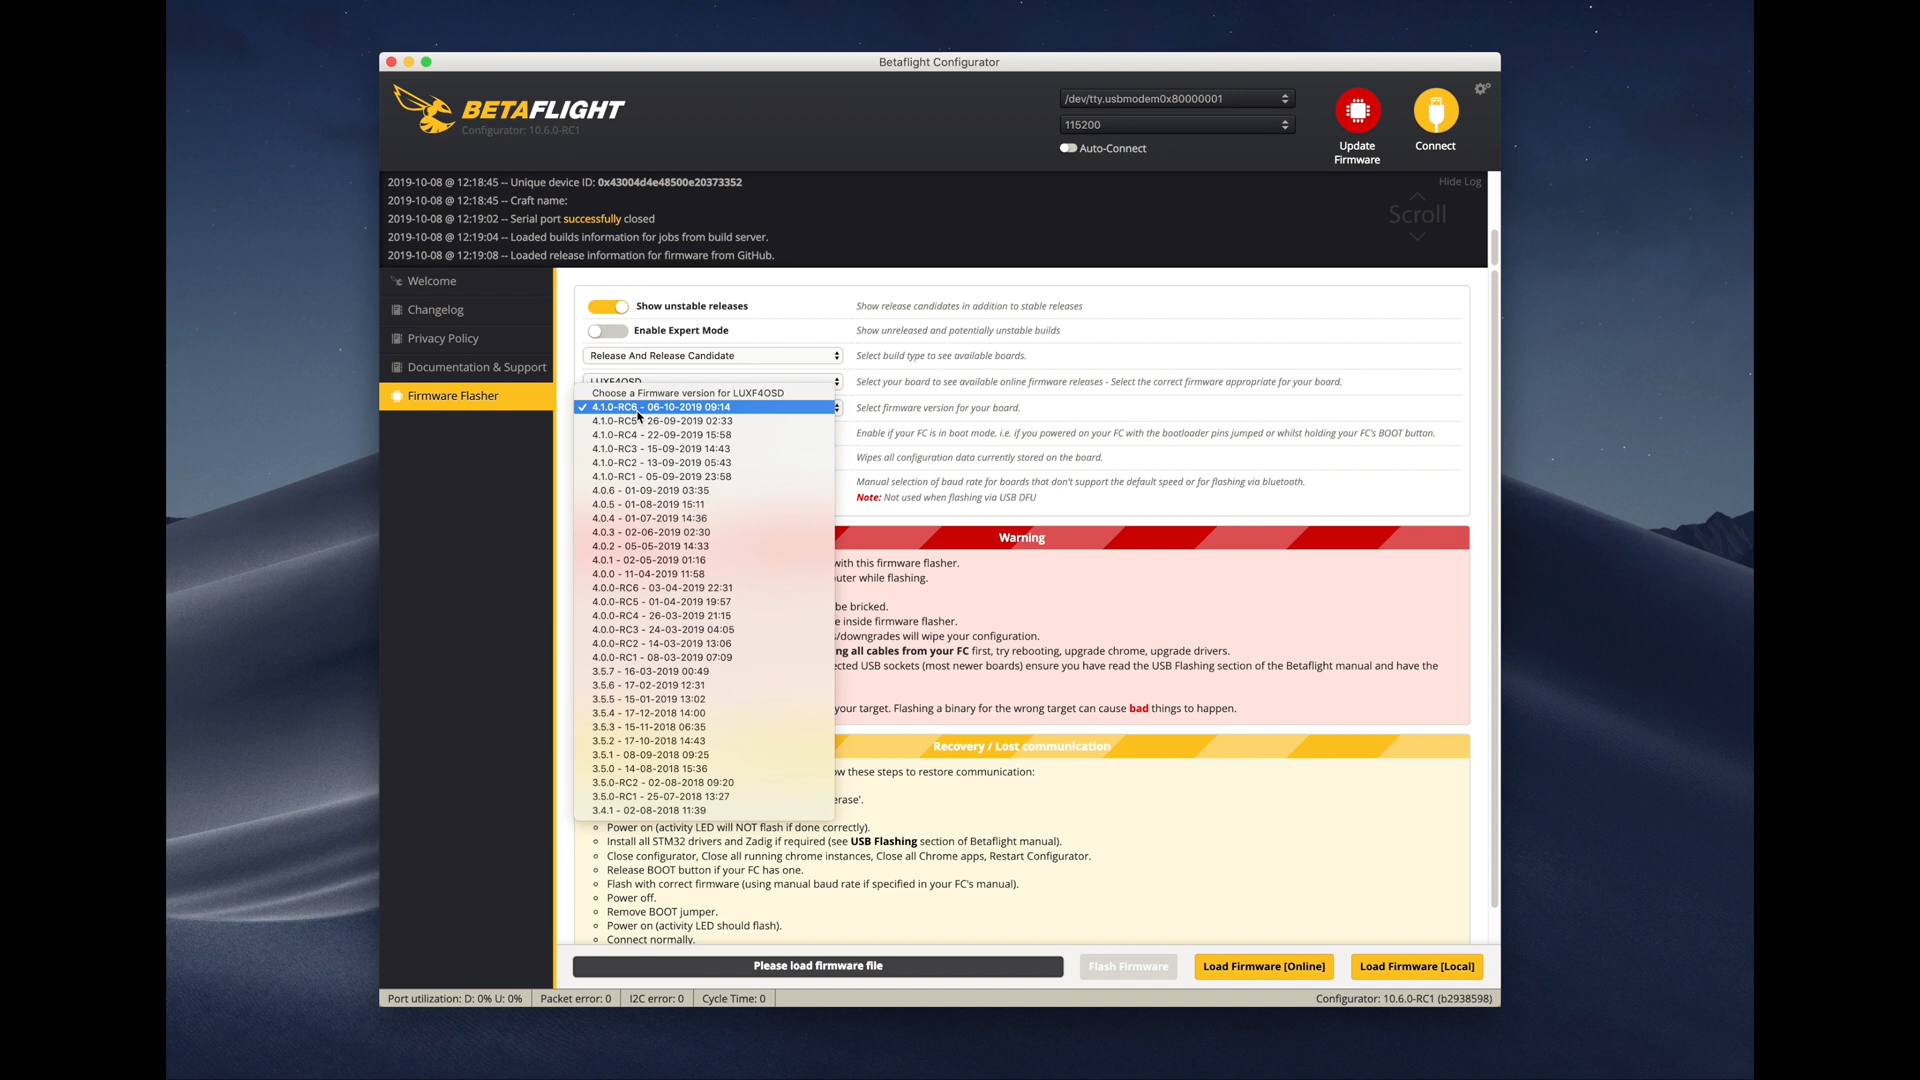 Betaflight Configurator
BETAFLIGHT
Configurator: 10.6.0-RC1
/dev/tty.usbmodem0x80000001
115200
Auto-Connect
Update
Firmware
Connect
2019-10-08 @ 12:18:45 -- Unique device ID: 0x43004d4e48500e20373352
2019-10-08 @ 12:18:45 -- Craft name:
2019-10-08 @ 12:19:02 -- Serial port successfully closed
2019-10-08 @ 12:19:04 -- Loaded builds information for jobs from build server.
2019-10-08 @ 12:19:08 -- Loaded release information for firmware from GitHub.
Hide Log
Scroll
Welcome
Changelog
Privacy Policy
Documentation & Support
Firmware Flasher
Show unstable releases
Show release candidates in addition to stable releases
Enable Expert Mode
Show unreleased and potentially unstable builds
Release And Release Candidate
Select build type to see available boards.
LUXF4OSD
Select your board to see available online firmware releases - Select the correct firmware appropriate for your board.
Choose a Firmware version for LUXF4OSD
✓ 4.1.0-RC6 - 06-10-2019 09:14
Select firmware version for your board.
4.1.0-RC5 - 26-09-2019 02:33
4.1.0-RC4 - 22-09-2019 15:58
Enable if your FC is in boot mode. i.e. if you powered on your FC with the bootloader pins jumped or whilst holding your FC's BOOT button.
4.1.0-RC3 - 15-09-2019 14:43
4.1.0-RC2 - 13-09-2019 05:43
Wipes all configuration data currently stored on the board.
4.1.0-RC1 - 05-09-2019 23:58
Manual selection of baud rate for boards that don't support the default speed or for flashing via bluetooth.
4.0.6 - 01-09-2019 03:35
Note: Not used when flashing via USB DFU
4.0.5 - 01-08-2019 15:11
4.0.4 - 01-07-2019 14:36
4.0.3 - 02-06-2019 02:30
Warning
4.0.2 - 05-05-2019 14:33
4.0.1 - 02-05-2019 01:16
with this firmware flasher.
4.0.0 - 11-04-2019 11:58
uter while flashing.
4.0.0-RC6 - 03-04-2019 22:31
4.0.0-RC5 - 01-04-2019 19:57
be bricked.
4.0.0-RC4 - 26-03-2019 21:15
e inside firmware flasher.
4.0.0-RC3 - 24-03-2019 04:05
/downgrades will wipe your configuration.
4.0.0-RC2 - 14-03-2019 13:06
ng all cables from your FC first, try rebooting, upgrade chrome, upgrade drivers.
4.0.0-RC1 - 08-03-2019 07:09
cted USB sockets (most newer boards) ensure you have read the USB Flashing section of the Betaflight manual and have the
3.5.7 - 16-03-2019 00:49
3.5.6 - 17-02-2019 12:31
3.5.5 - 15-01-2019 13:02
3.5.4 - 17-12-2018 14:00
your target. Flashing a binary for the wrong target can cause bad things to happen.
3.5.3 - 15-11-2018 06:35
3.5.2 - 17-10-2018 14:43
Recovery / Lost communication
3.5.1 - 08-09-2018 09:25
3.5.0 - 14-08-2018 15:36
ow these steps to restore communication:
3.5.0-RC2 - 02-08-2018 09:20
3.5.0-RC1 - 25-07-2018 13:27
erase'.
3.4.1 - 02-08-2018 11:39
Power on (activity LED will NOT flash if done correctly).
Install all STM32 drivers and Zadig if required (see USB Flashing section of Betaflight manual).
Close configurator, Close all running chrome instances, Close all Chrome apps, Restart Configurator.
Release BOOT button if your FC has one.
Flash with correct firmware (using manual baud rate if specified in your FC's manual).
Power off.
Remove BOOT jumper.
Power on (activity LED should flash).
Connect normally.
Please load firmware file
Flash Firmware
Load Firmware [Online]
Load Firmware [Local]
Port utilization: D: 0% U: 0%
Packet error: 0
I2C error: 0
Cycle Time: 0
Configurator: 10.6.0-RC1 (b2938598)